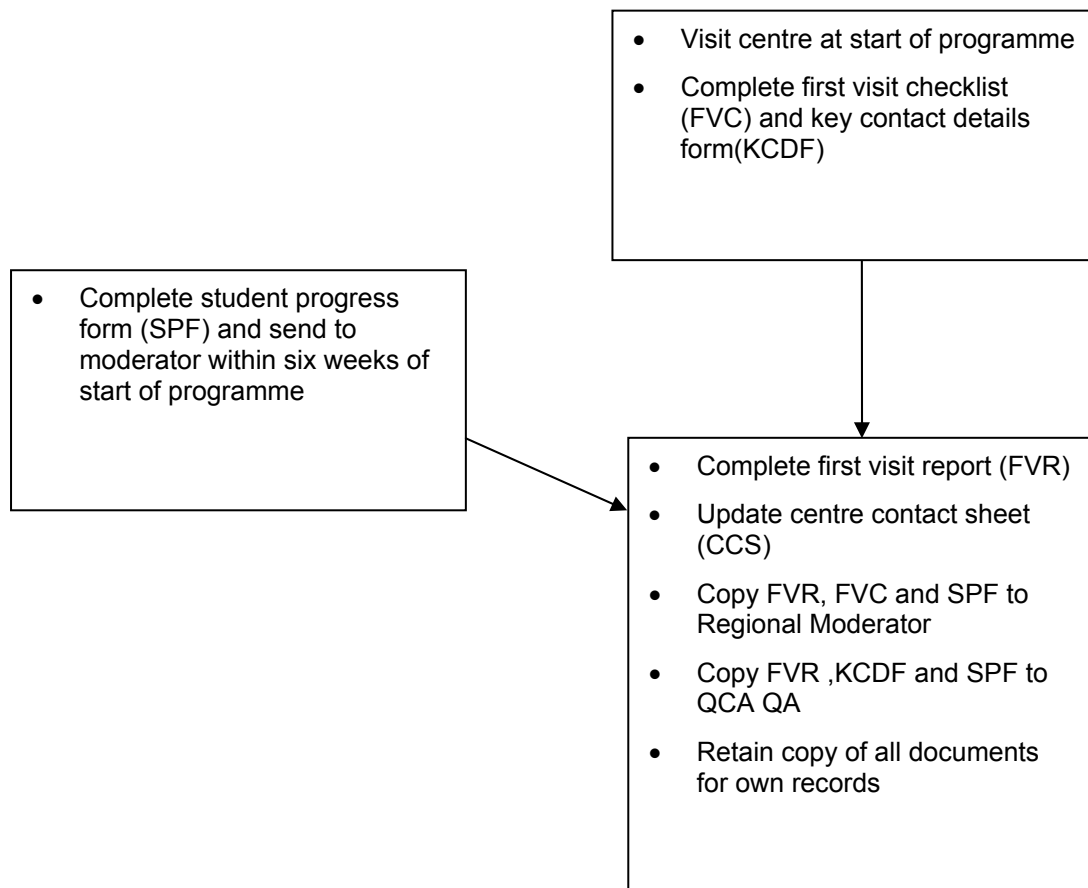 • Visit centre at start of programme
• Complete first visit checklist
(FVC) and key contact details
form(KCDF)
• Complete student progress
form (SPF) and send to
moderator within six weeks of
start of programme
• Complete first visit report (FVR)
• Update centre contact sheet
(CCS)
• Copy FVR, FVC and SPF to
Regional Moderator
• Copy FVR ,KCDF and SPF to
QCA QA
• Retain copy of all documents
for own records